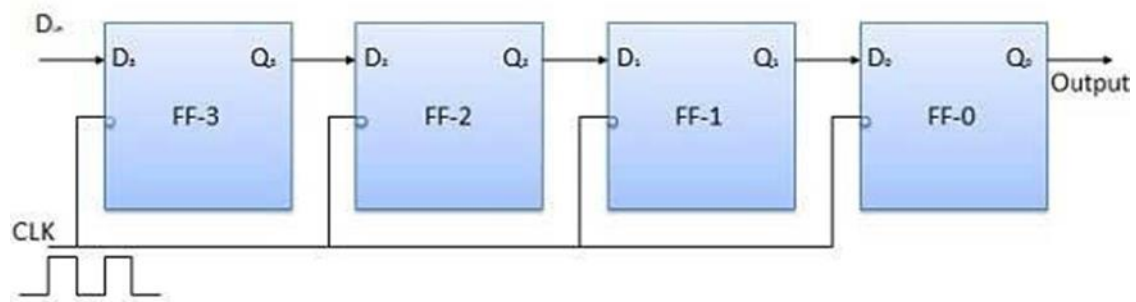 Dᵢₙ
D₃ Q₃ D₂ Q₂ D₁ Q₁ D₀ Q₀
Output
FF-3 FF-2 FF-1 FF-0
CLK